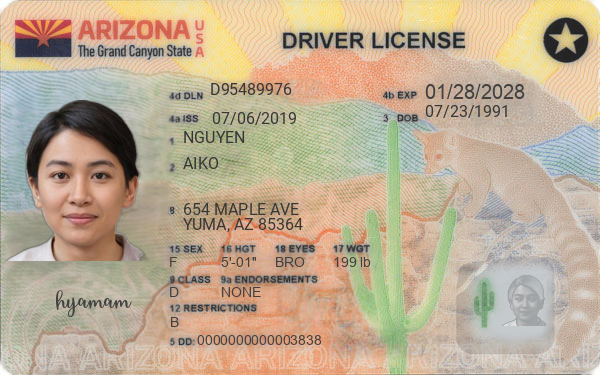 ARIZONA USA
The Grand Canyon State
DRIVER LICENSE
4d DLN D95489976
4b EXP 01/28/2028
4a ISS 07/06/2019
3 DOB 07/23/1991
1 NGUYEN
2 AIKO
8 654 MAPLE AVE
YUMA, AZ 85364
15 SEX 16 HGT 18 EYES 17 WGT
F 5'-01" BRO 199 lb
9 CLASS 9a ENDORSEMENTS
D NONE
12 RESTRICTIONS
B
5 DD: 0000000000003838
hyamam
ARIZONA ARIZONA ARIZONA ARIZONA